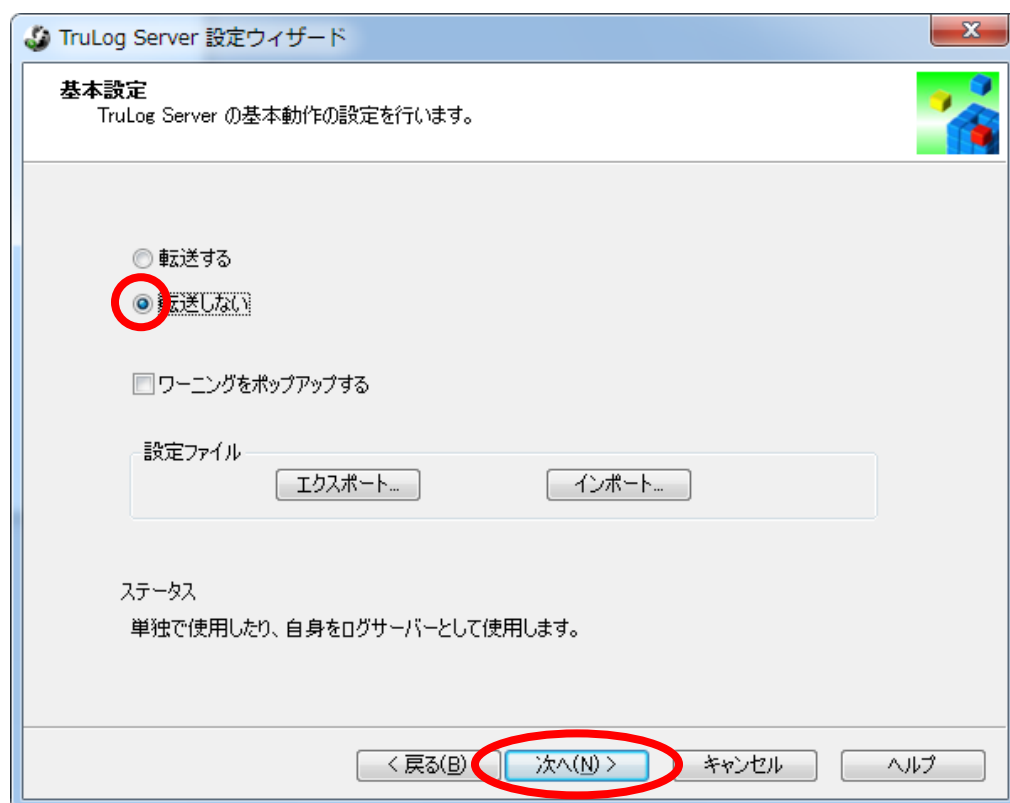 TruLog Server 設定ウィザード
基本設定
TruLog Server の基本動作の設定を行います。
転送する
転送しない
ワーニングをポップアップする
設定ファイル
エクスポート...
インポート...
ステータス
単独で使用したり、自身をログサーバーとして使用します。
< 戻る(B)
次へ(N) >
キャンセル
ヘルプ